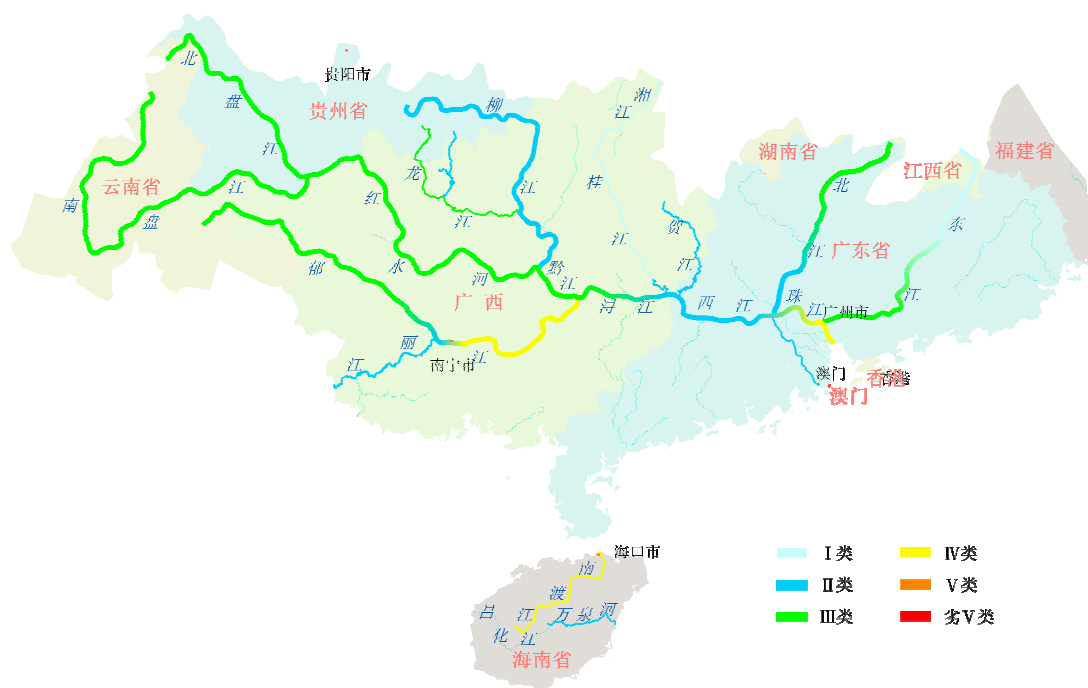 北
盘
江
贵阳市
贵州省
柳
江
湘
江
桂
江
湖南省
江西省
福建省
云南省
南
盘
江
红
水
河
龙
江
贺
江
北
江
广东省
东
江
郁
江
黔
江
广 西
浔
江
西
江
珠
江
广州市
丽
江
南宁市
澳门
香港
香港
澳门
海口市
南
渡
江
万
泉
河
昌
化
江
海南省
Ⅰ类
Ⅱ类
Ⅲ类
Ⅳ类
Ⅴ类
劣Ⅴ类